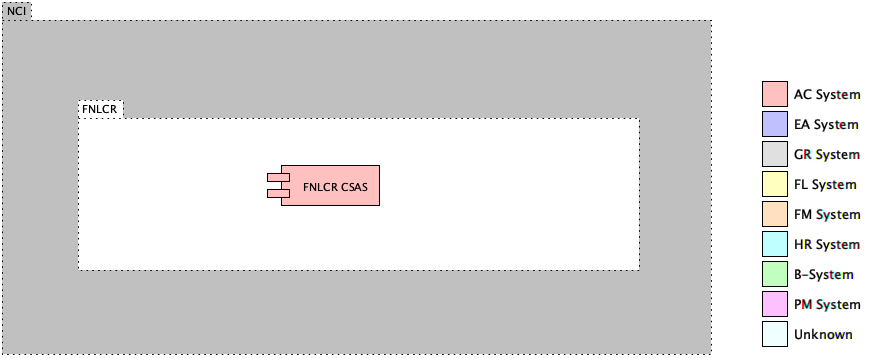 NCI
FNLCR
FNLCR CSAS
AC System
EA System
GR System
FL System
FM System
HR System
B-System
PM System
Unknown